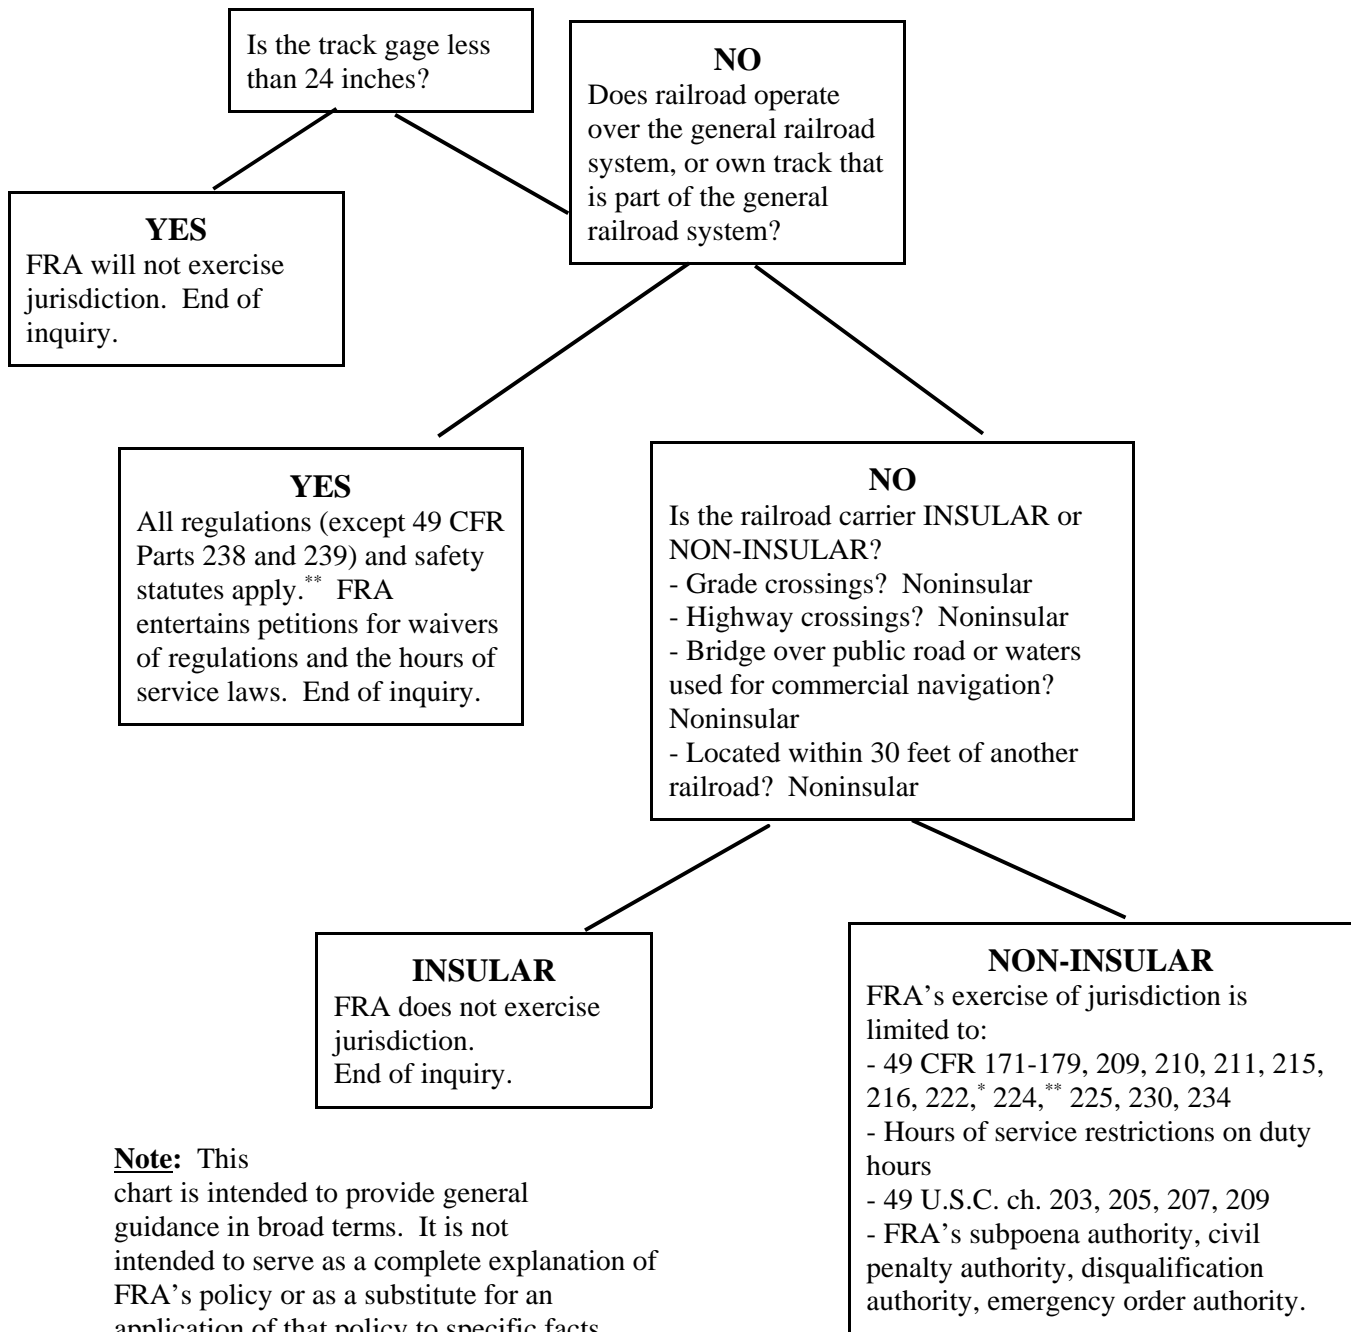 Is the track gage less
than 24 inches?
NO
Does railroad operate
over the general railroad
system, or own track that
is part of the general
railroad system?
YES
FRA will not exercise
jurisdiction.  End of
inquiry.
YES
All regulations (except 49 CFR
Parts 238 and 239) and safety
statutes apply.**  FRA
entertains petitions for waivers
of regulations and the hours of
service laws.  End of inquiry.
NO
Is the railroad carrier INSULAR or
NON-INSULAR?
- Grade crossings?  Noninsular
- Highway crossings?  Noninsular
- Bridge over public road or waters
used for commercial navigation?
Noninsular
- Located within 30 feet of another
railroad?  Noninsular
INSULAR
FRA does not exercise
jurisdiction.
End of inquiry.
NON-INSULAR
FRA’s exercise of jurisdiction is
limited to:
- 49 CFR 171-179, 209, 210, 211, 215,
216, 222,* 224,** 225, 230, 234
- Hours of service restrictions on duty
hours
- 49 U.S.C. ch. 203, 205, 207, 209
- FRA’s subpoena authority, civil
penalty authority, disqualification
authority, emergency order authority.
Note:  This
chart is intended to provide general
guidance in broad terms.  It is not
intended to serve as a complete explanation of
FRA’s policy or as a substitute for an
application of that policy to specific facts